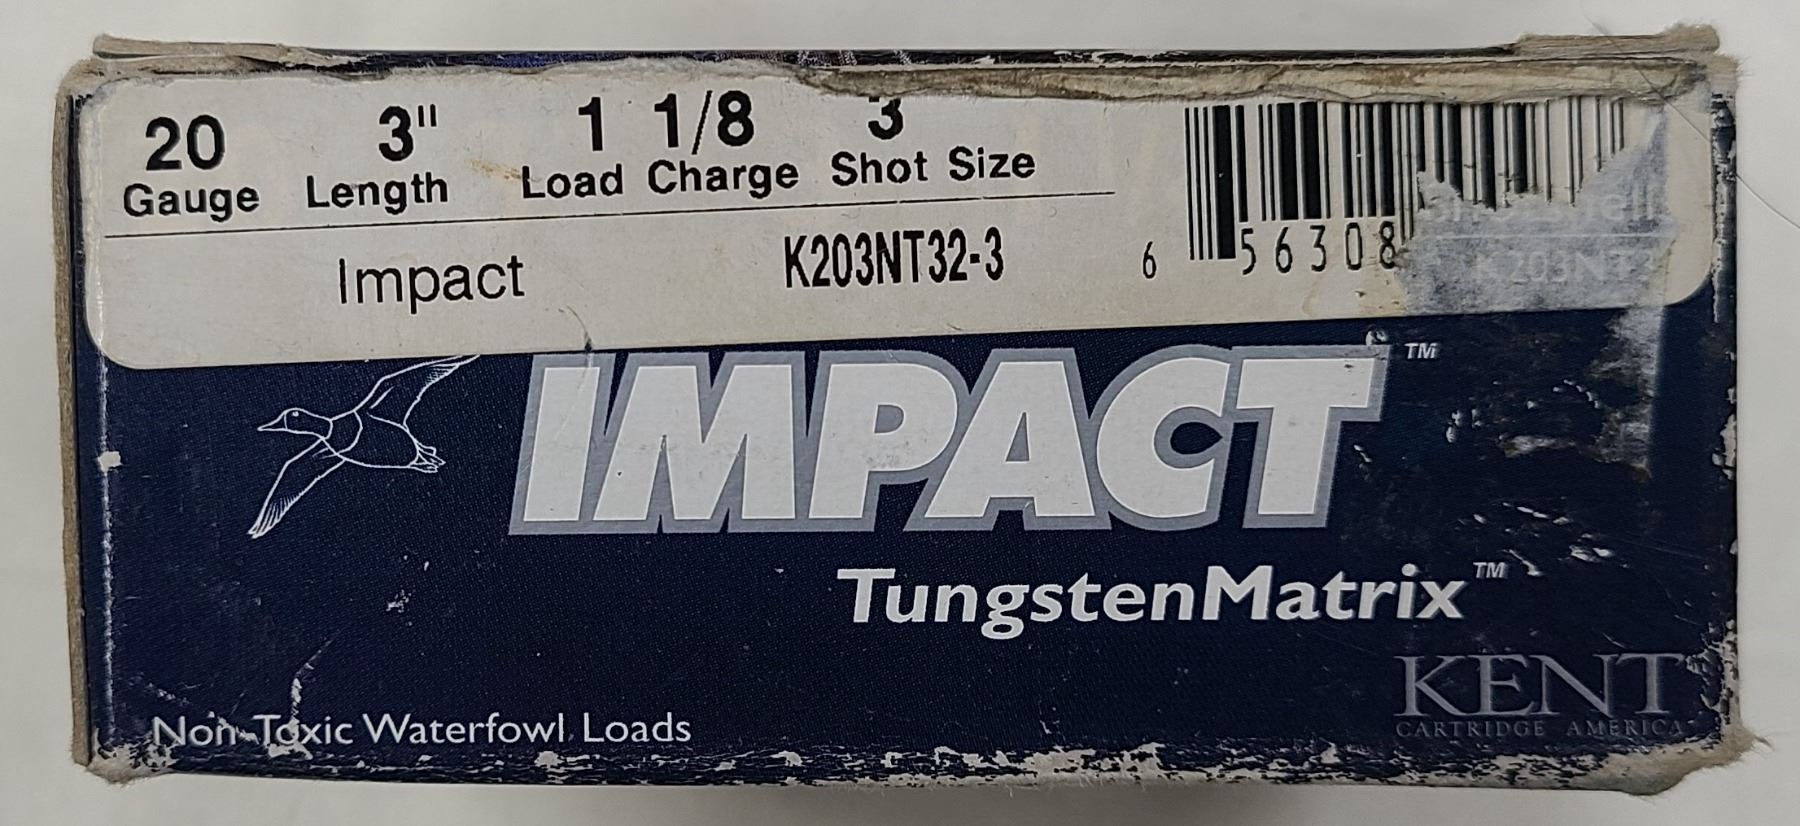 20 3" 1 1/8 3
Gauge Length Load Charge Shot Size
Impact K203NT32-3 6 56308
K203NT
IMPACT™
TungstenMatrix™
KENT
CARTRIDGE AMERICA
Non-Toxic Waterfowl Loads